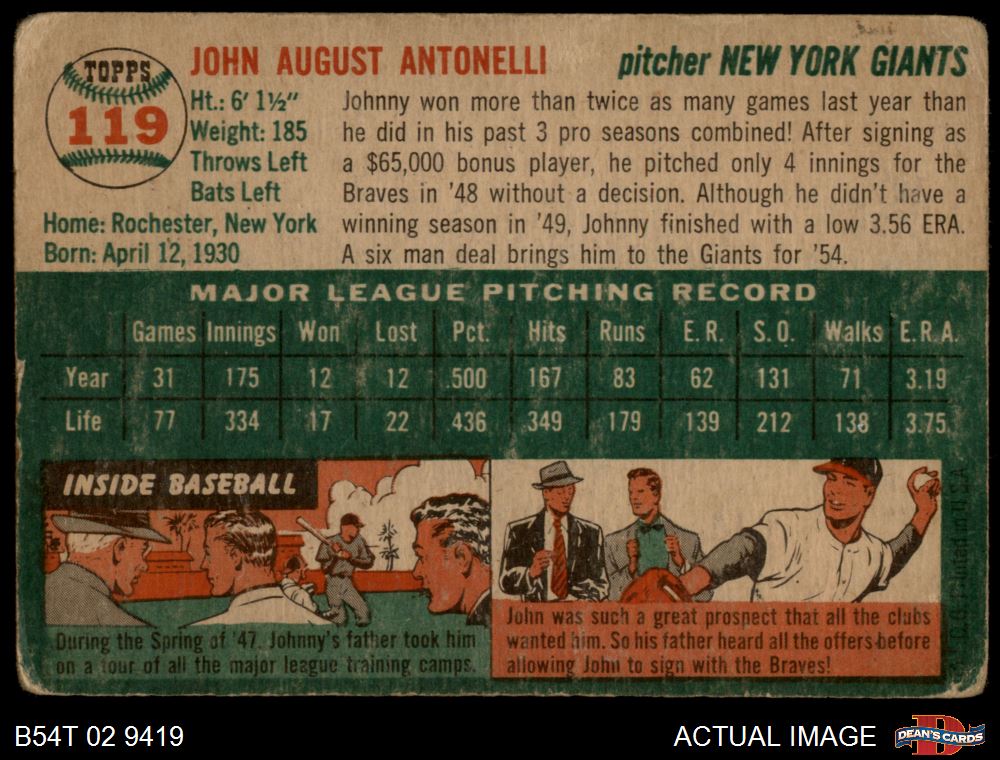 TOPPS
119
JOHN AUGUST ANTONELLI
pitcher NEW YORK GIANTS
Ht.: 6' 1½"
Weight: 185
Throws Left
Bats Left
Home: Rochester, New York
Born: April 12, 1930
Johnny won more than twice as many games last year than
he did in his past 3 pro seasons combined! After signing as
a $65,000 bonus player, he pitched only 4 innings for the
Braves in '48 without a decision. Although he didn't have a
winning season in '49, Johnny finished with a low 3.56 ERA.
A six man deal brings him to the Giants for '54.
MAJOR LEAGUE PITCHING RECORD
Games Innings Won Lost Pct. Hits Runs E.R. S.O. Walks E.R.A.
Year 31 175 12 12 .500 167 83 62 131 71 3.19
Life 77 334 17 22 .436 349 179 139 212 138 3.75
INSIDE BASEBALL
During the Spring of '47, Johnny's father took him
on a tour of all the major league training camps.
John was such a great prospect that all the clubs
wanted him. So his father heard all the offers before
allowing John to sign with the Braves!
Printed in U.S.A.
B54T 02 9419
ACTUAL IMAGE
DEAN'S CARDS